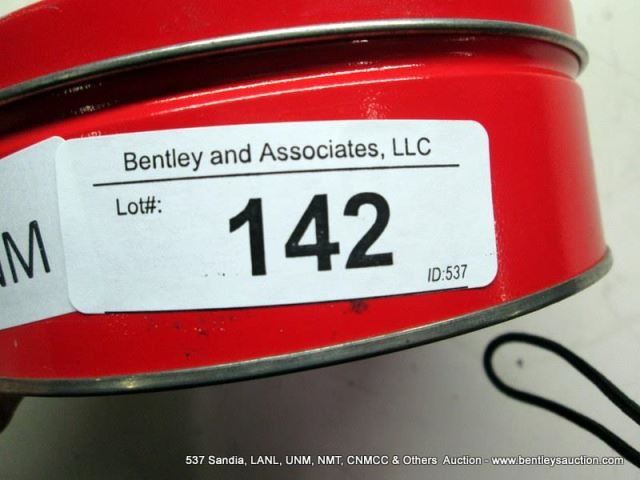 Bentley and Associates, LLC
Lot#:
142
ID:537
537 Sandia, LANL, UNM, NMT, CNMCC & Others Auction - www.bentleysauction.com